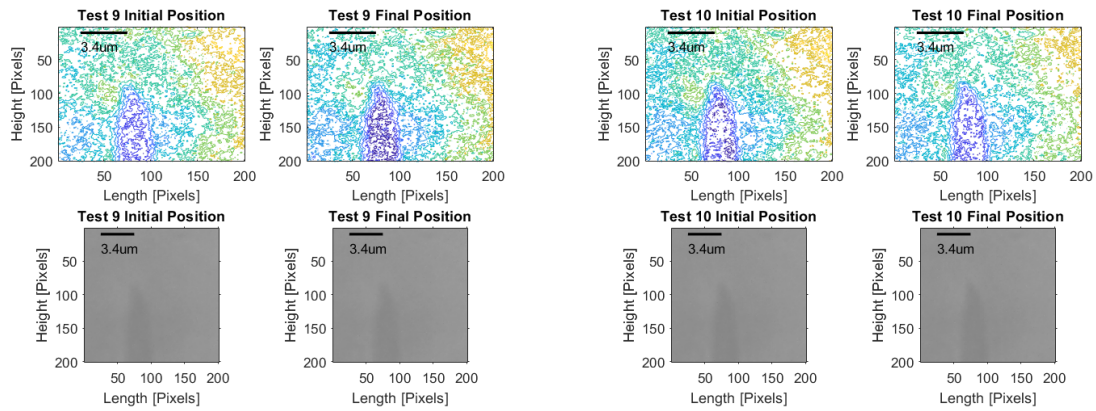 Test 9 Initial Position
3.4um
Height [Pixels]
50
100
150
200
50 100 150 200
Length [Pixels]
Test 9 Final Position
3.4um
Height [Pixels]
50
100
150
200
50 100 150 200
Length [Pixels]
Test 10 Initial Position
3.4um
Height [Pixels]
50
100
150
200
50 100 150 200
Length [Pixels]
Test 10 Final Position
3.4um
Height [Pixels]
50
100
150
200
50 100 150 200
Length [Pixels]
Test 9 Initial Position
3.4um
Height [Pixels]
50
100
150
200
50 100 150 200
Length [Pixels]
Test 9 Final Position
3.4um
Height [Pixels]
50
100
150
200
50 100 150 200
Length [Pixels]
Test 10 Initial Position
3.4um
Height [Pixels]
50
100
150
200
50 100 150 200
Length [Pixels]
Test 10 Final Position
3.4um
Height [Pixels]
50
100
150
200
50 100 150 200
Length [Pixels]